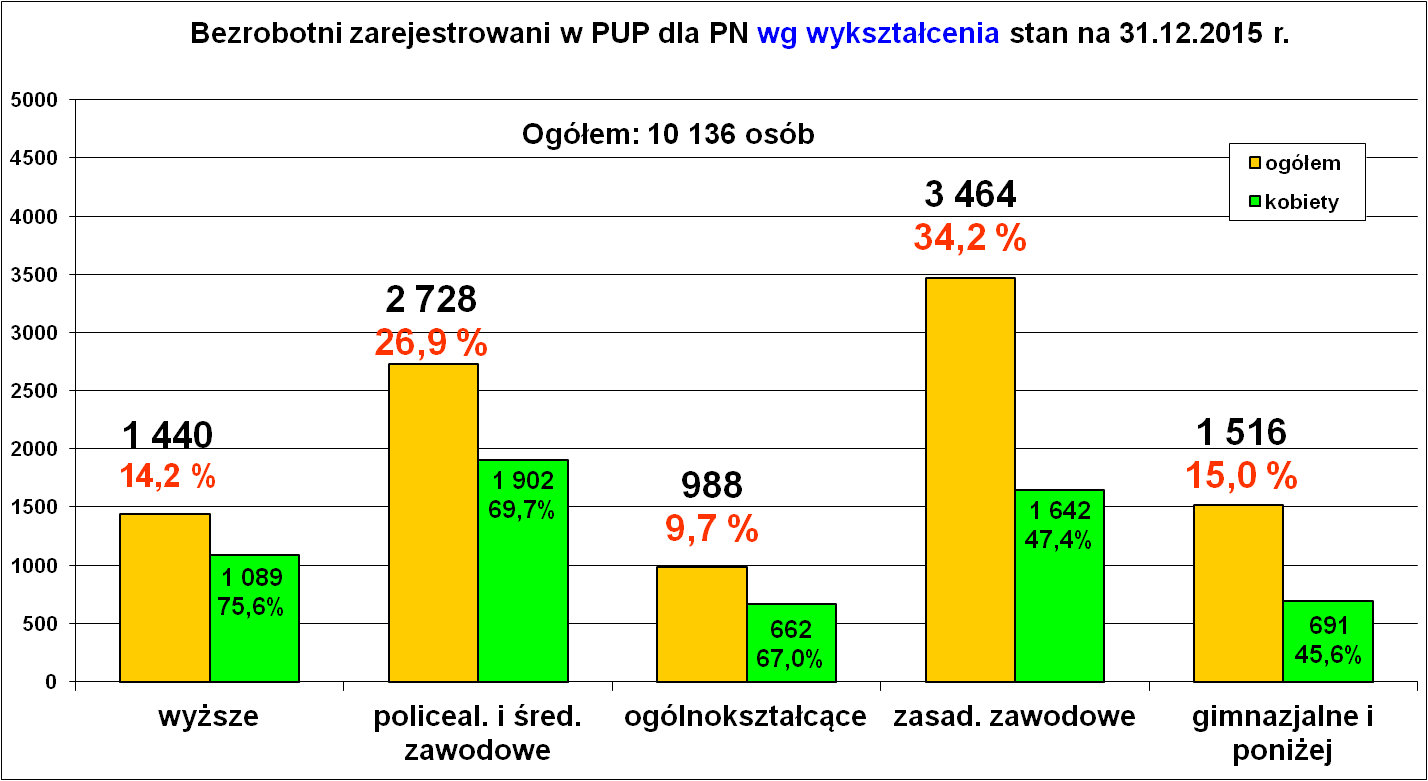 Bezrobotni zarejestrowani w PUP dla PN wg wykształcenia stan na 31.12.2015 r.
Ogółem: 10 136 osób
ogółem
kobiety
5000
4500
4000
3500
3000
2500
2000
1500
1000
500
0
1 440
14,2 %
1 089
75,6%
2 728
26,9 %
1 902
69,7%
988
9,7 %
662
67,0%
3 464
34,2 %
1 642
47,4%
1 516
15,0 %
691
45,6%
wyższe
policeal. i śred.
zawodowe
ogólnokształcące
zasad. zawodowe
gimnazjalne i
poniżej